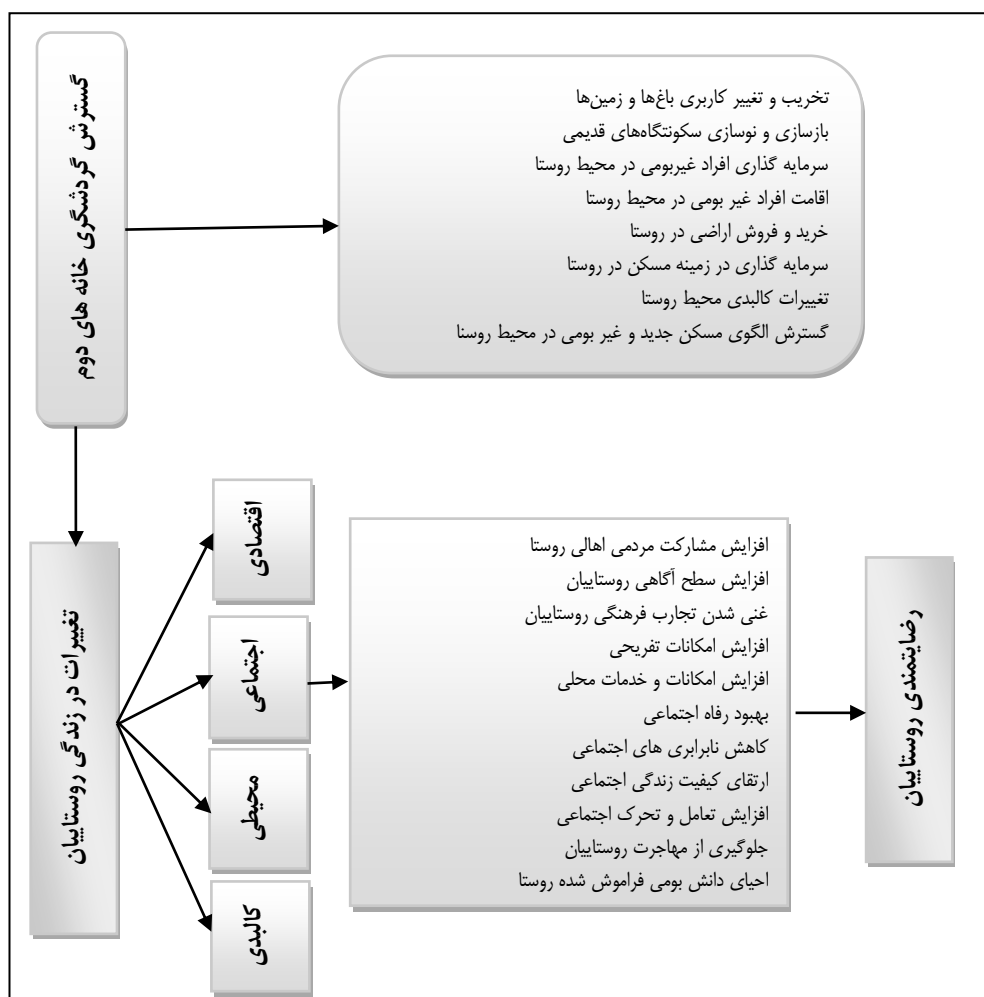 گسترش گردشگری خانه های دوم
تخریب و تغییر کاربری باغ‌ها و زمین‌ها
بازسازی و نوسازی سکونتگاه‌های قدیمی
سرمایه گذاری افراد غیربومی در محیط روستا
اقامت افراد غیر بومی در محیط روستا
خرید و فروش اراضی در روستا
سرمایه گذاری در زمینه مسکن در روستا
تغییرات کالبدی محیط روستا
گسترش الگوی مسکن جدید و غیر بومی در محیط روسنا
تغییرات در زندگی روستاییان
اقتصادی
اجتماعی
محیطی
کالبدی
افزایش مشارکت مردمی اهالی روستا
افزایش سطح آگاهی روستاییان
غنی شدن تجارب فرهنگی روستاییان
افزایش امکانات تفریحی
افزایش امکانات و خدمات محلی
بهبود رفاه اجتماعی
کاهش نابرابری های اجتماعی
ارتقای کیفیت زندگی اجتماعی
افزایش تعامل و تحرک اجتماعی
جلوگیری از مهاجرت روستاییان
احیای دانش بومی فراموش شده روستا
رضایتمندی روستاییان